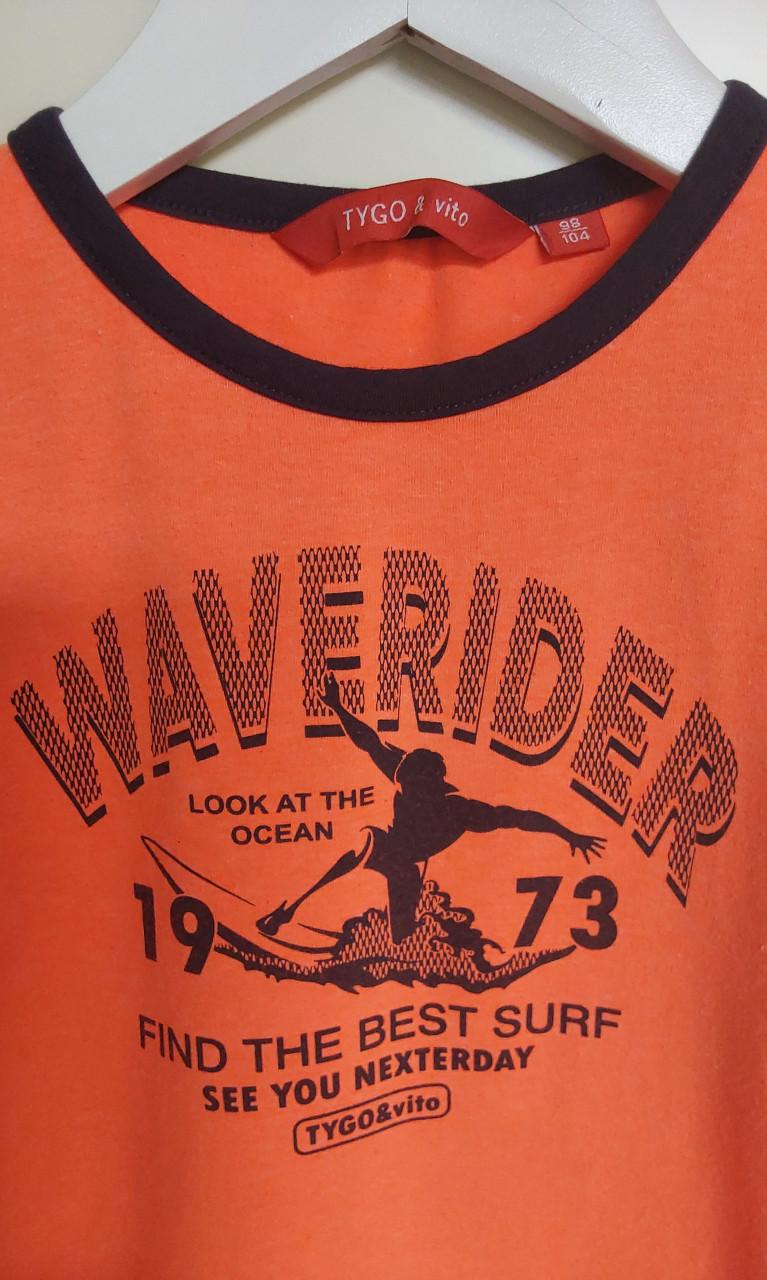 TYGO & vito
98
104
WAVERIDER
LOOK AT THE
OCEAN
19 73
FIND THE BEST SURF
SEE YOU NEXTERDAY
TYGO&vito